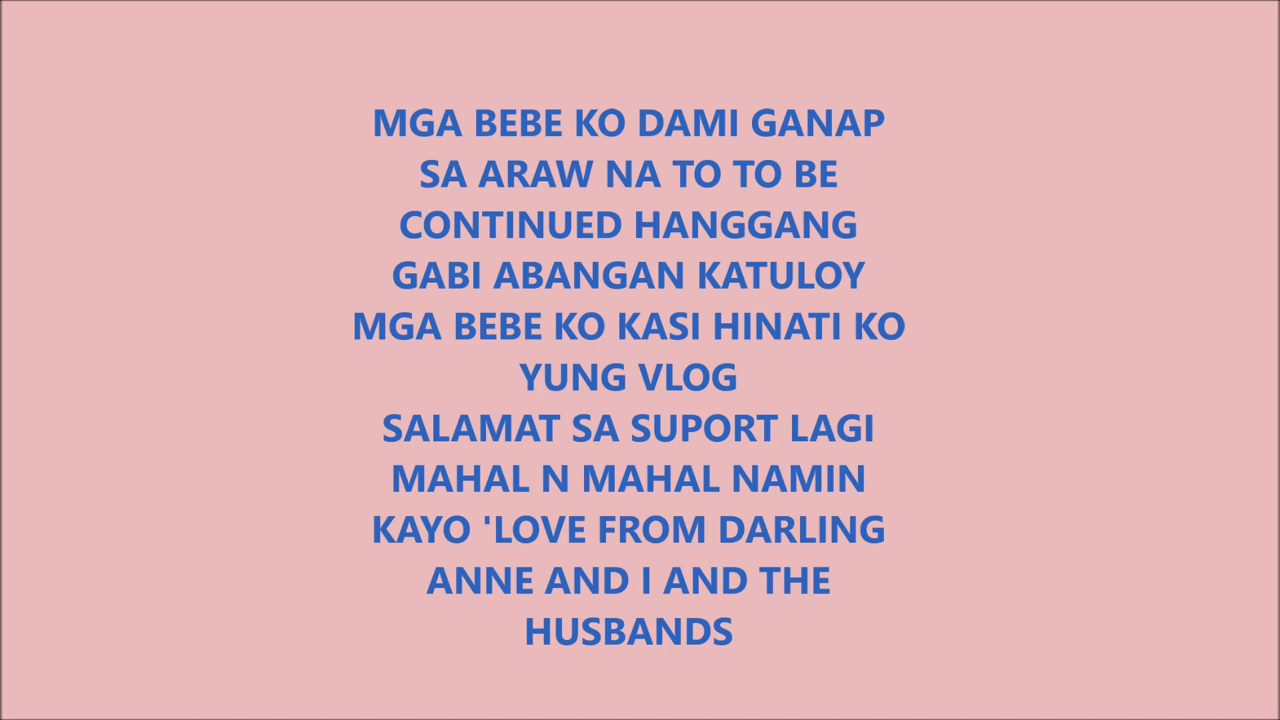 MGA BEBE KO DAMI GANAP
SA ARAW NA TO TO BE
CONTINUED HANGGANG
GABI ABANGAN KATULOY
MGA BEBE KO KASI HINATI KO
YUNG VLOG
SALAMAT SA SUPORT LAGI
MAHAL N MAHAL NAMIN
KAYO 'LOVE FROM DARLING
ANNE AND I AND THE
HUSBANDS